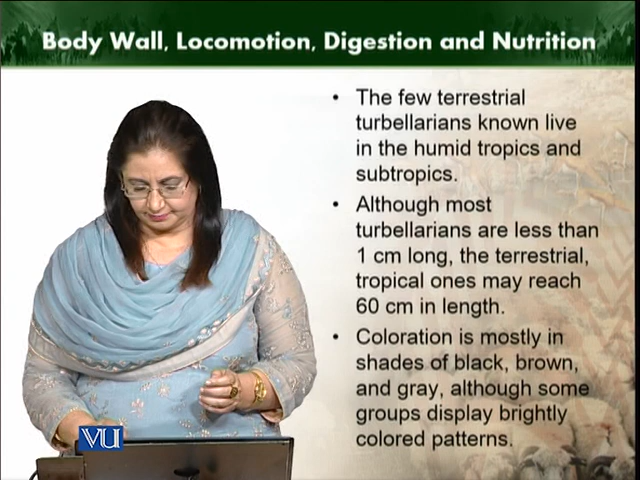 Body Wall, Locomotion, Digestion and Nutrition
• The few terrestrial
turbellarians known live
in the humid tropics and
subtropics.
• Although most
turbellarians are less than
1 cm long, the terrestrial,
tropical ones may reach
60 cm in length.
• Coloration is mostly in
shades of black, brown,
and gray, although some
groups display brightly
colored patterns.
VU